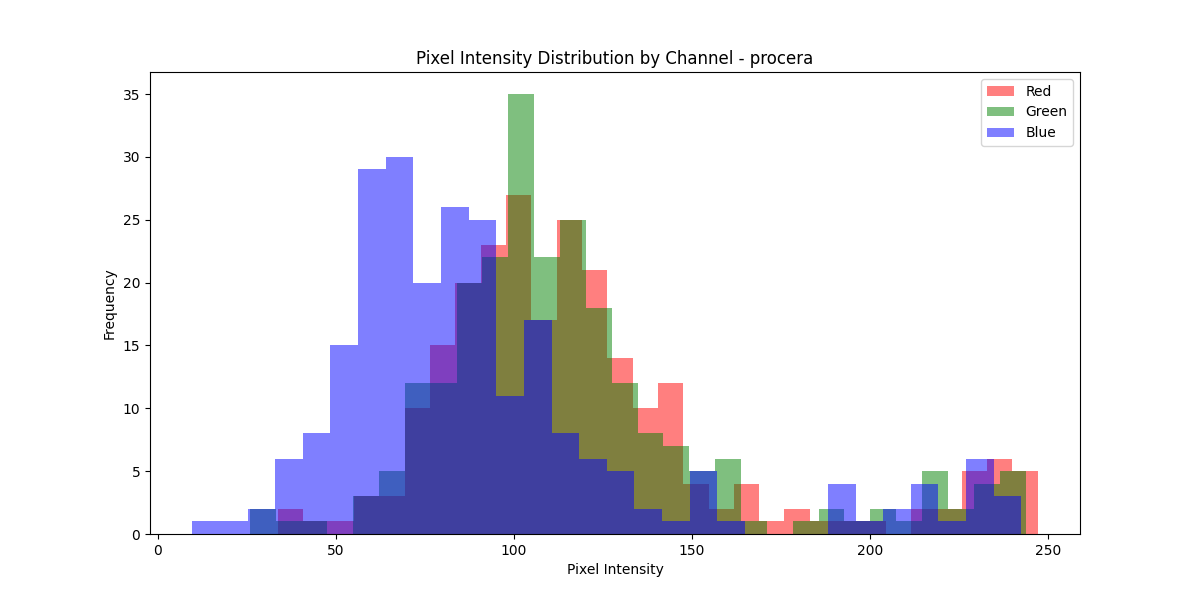 Pixel Intensity Distribution by Channel - procera
Red
Green
Blue
35
30
25
20
15
10
5
0
Frequency
0 50 100 150 200 250
Pixel Intensity